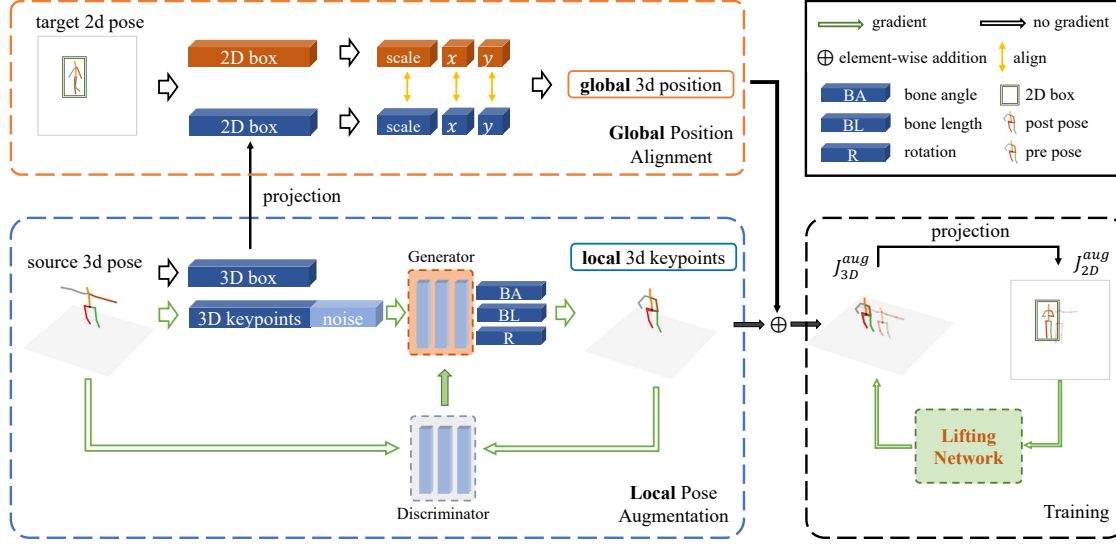 target 2d pose
2D box
scale
x
y
global 3d position
2D box
scale
x
y
Global Position
Alignment
projection
gradient
no gradient
element-wise addition
align
BA
bone angle
2D box
BL
bone length
post pose
R
rotation
pre pose
source 3d pose
3D box
3D keypoints
noise
Generator
BA
BL
R
local 3d keypoints
Discriminator
Local Pose
Augmentation
projection
J_{3D}^{aug}
J_{2D}^{aug}
Lifting
Network
Training